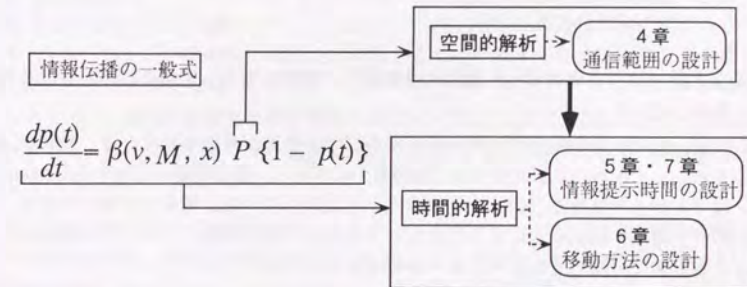 情報伝播の一般式
dp(t)/dt = β(v, M, x) P {1 − p(t)}
空間的解析
4章
通信範囲の設計
時間的解析
5章・7章
情報提示時間の設計
6章
移動方法の設計